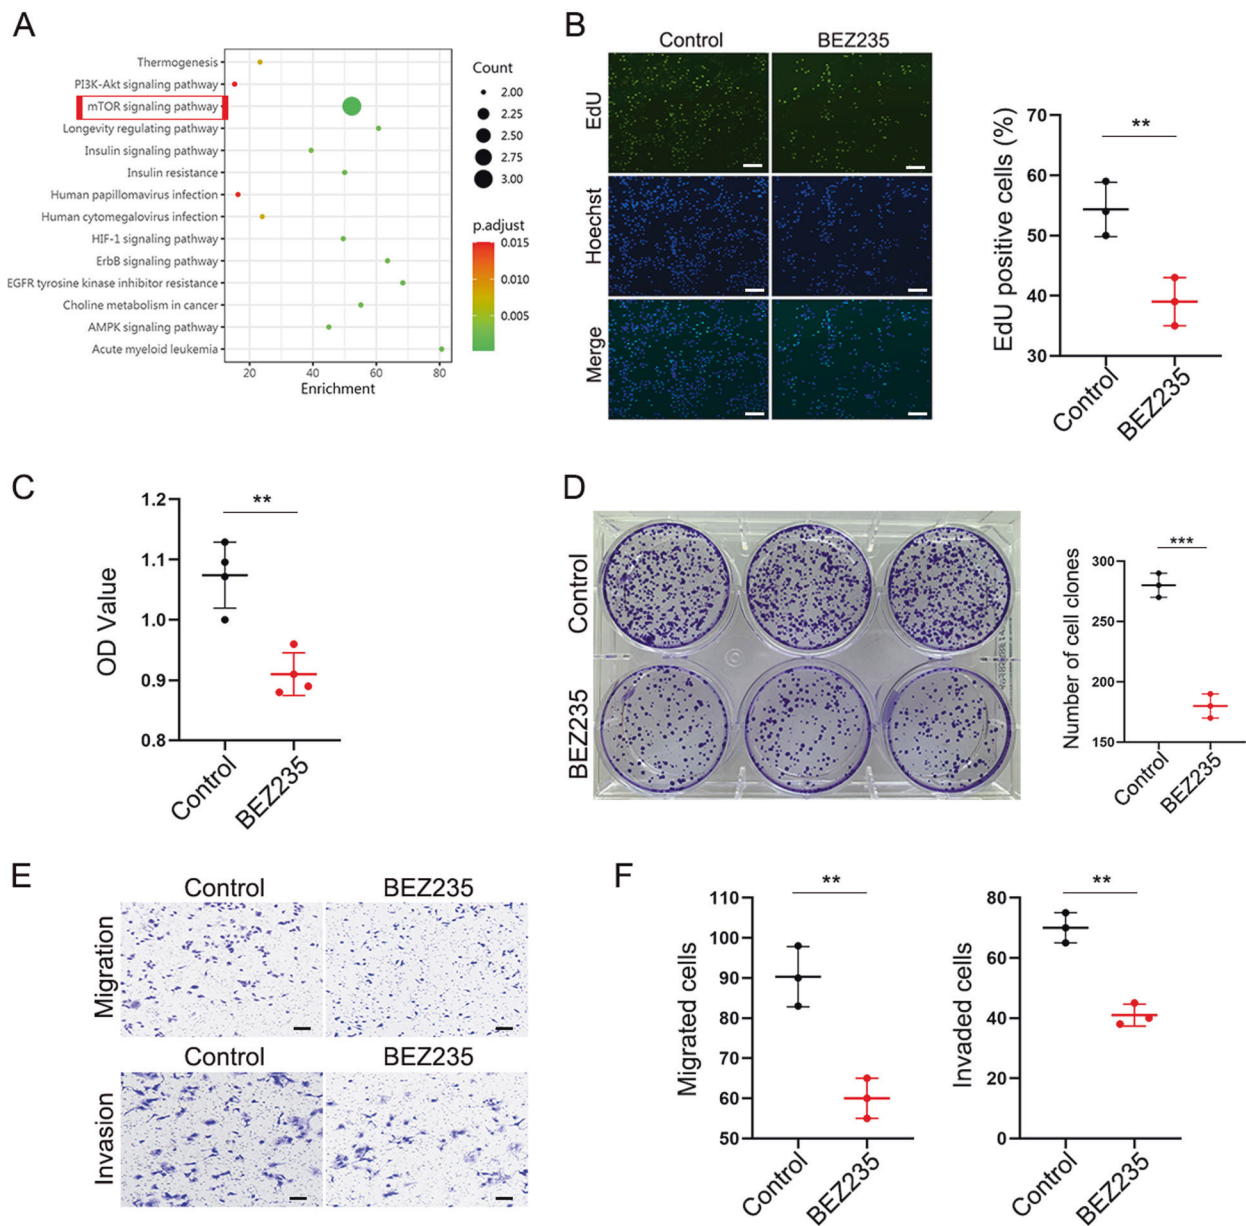 A
Thermogenesis
PI3K-Akt signaling pathway
mTOR signaling pathway
Longevity regulating pathway
Insulin signaling pathway
Insulin resistance
Human papillomavirus infection
Human cytomegalovirus infection
HIF-1 signaling pathway
ErbB signaling pathway
EGFR tyrosine kinase inhibitor resistance
Choline metabolism in cancer
AMPK signaling pathway
Acute myeloid leukemia
20 40 60 80
Enrichment
Count
2.00
2.25
2.50
2.75
3.00
p.adjust
0.015
0.010
0.005
B
Control BEZ235
EdU
Hoechst
Merge
EdU positive cells (%)
70
60
50
40
30
**
Control BEZ235
C
OD Value
1.2
1.1
1.0
0.9
0.8
**
Control BEZ235
D
Control
BEZ235
Number of cell clones
300
250
200
150
***
Control BEZ235
E
Control BEZ235
Migration
Control BEZ235
Invasion
F
Migrated cells
110
100
90
80
70
60
50
**
Control BEZ235
Invaded cells
80
60
40
20
0
**
Control BEZ235